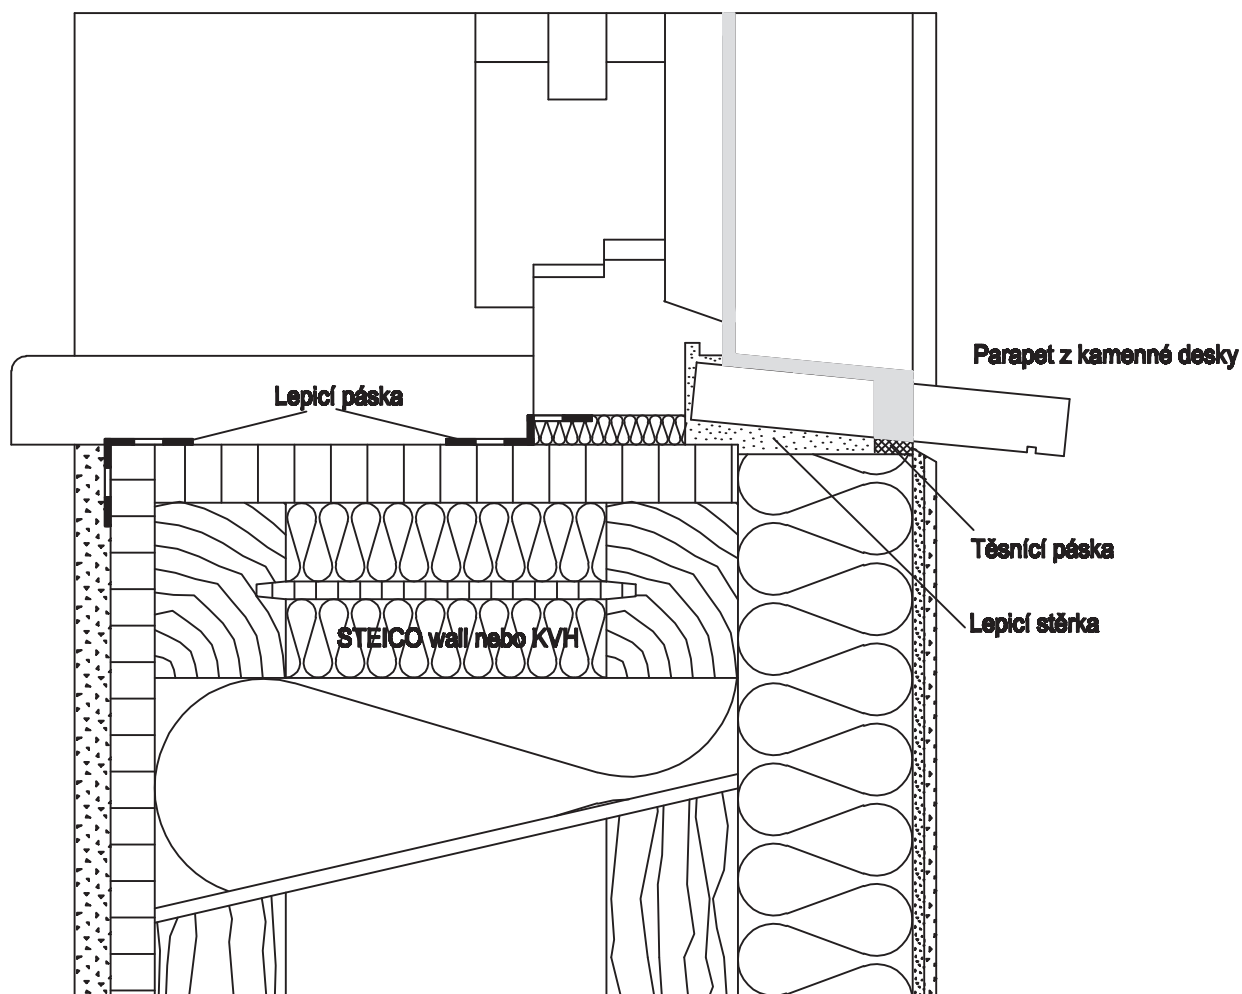 Parapet z kamenné desky
Lepicí páska
Těsnící páska
Lepicí stěrka
STEICO wall nebo KVH